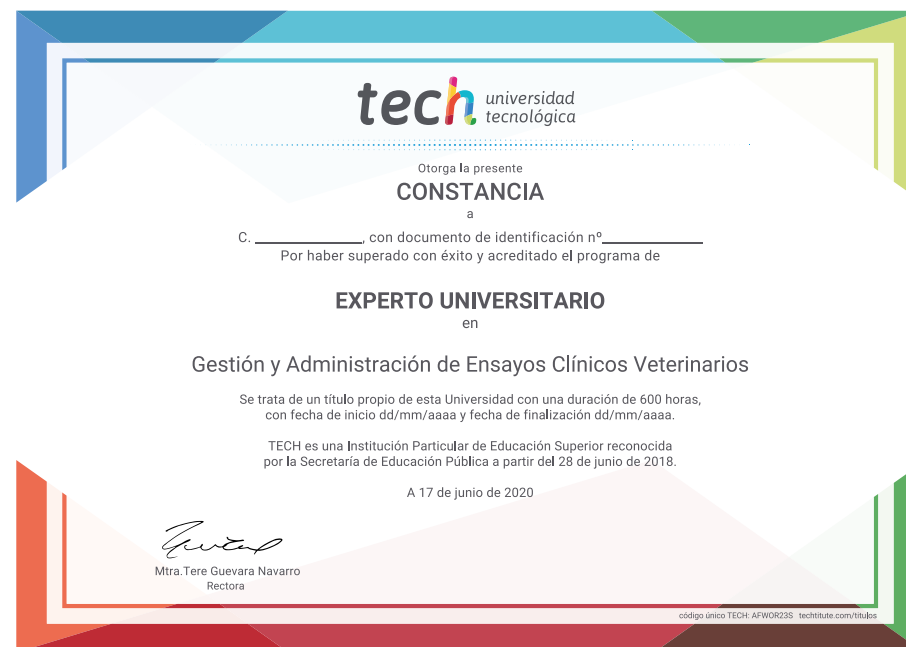 tech universidad
tecnológica
Otorga la presente
CONSTANCIA
a
C. ______________, con documento de identificación nº_____________
Por haber superado con éxito y acreditado el programa de
EXPERTO UNIVERSITARIO
en
Gestión y Administración de Ensayos Clínicos Veterinarios
Se trata de un título propio de esta Universidad con una duración de 600 horas,
con fecha de inicio dd/mm/aaaa y fecha de finalización dd/mm/aaaa.
TECH es una Institución Particular de Educación Superior reconocida
por la Secretaría de Educación Pública a partir del 28 de junio de 2018.
A 17 de junio de 2020
Mtra.Tere Guevara Navarro
Rectora
código único TECH: AFWOR23S techtitute.com/titulos